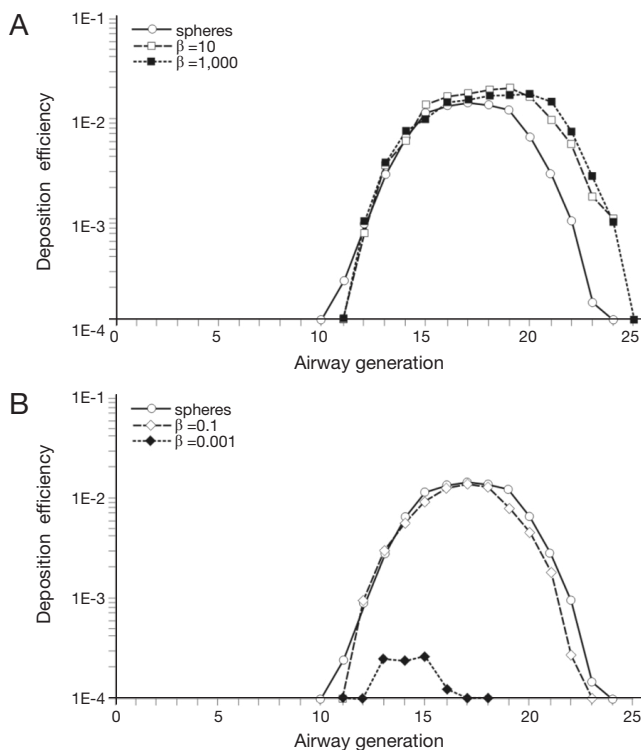 A
1E-1
spheres
β =10
β =1,000
1E-2
Deposition efficiency
1E-3
1E-4
0 5 10 15 20 25
Airway generation
B
1E-1
spheres
β =0.1
β =0.001
1E-2
Deposition efficiency
1E-3
1E-4
0 5 10 15 20 25
Airway generation